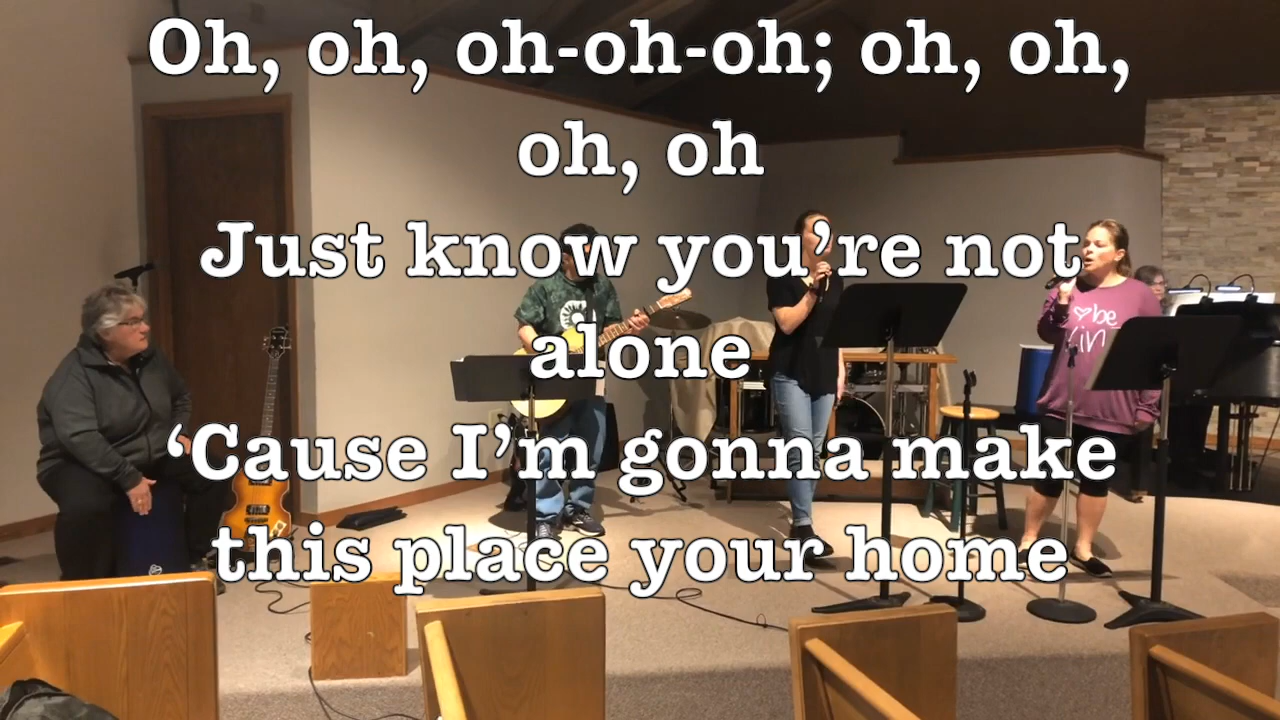 Oh, oh, oh-oh-oh; oh, oh,
oh, oh
Just know you’re not
alone
‘Cause I’m gonna make
this place your home
be